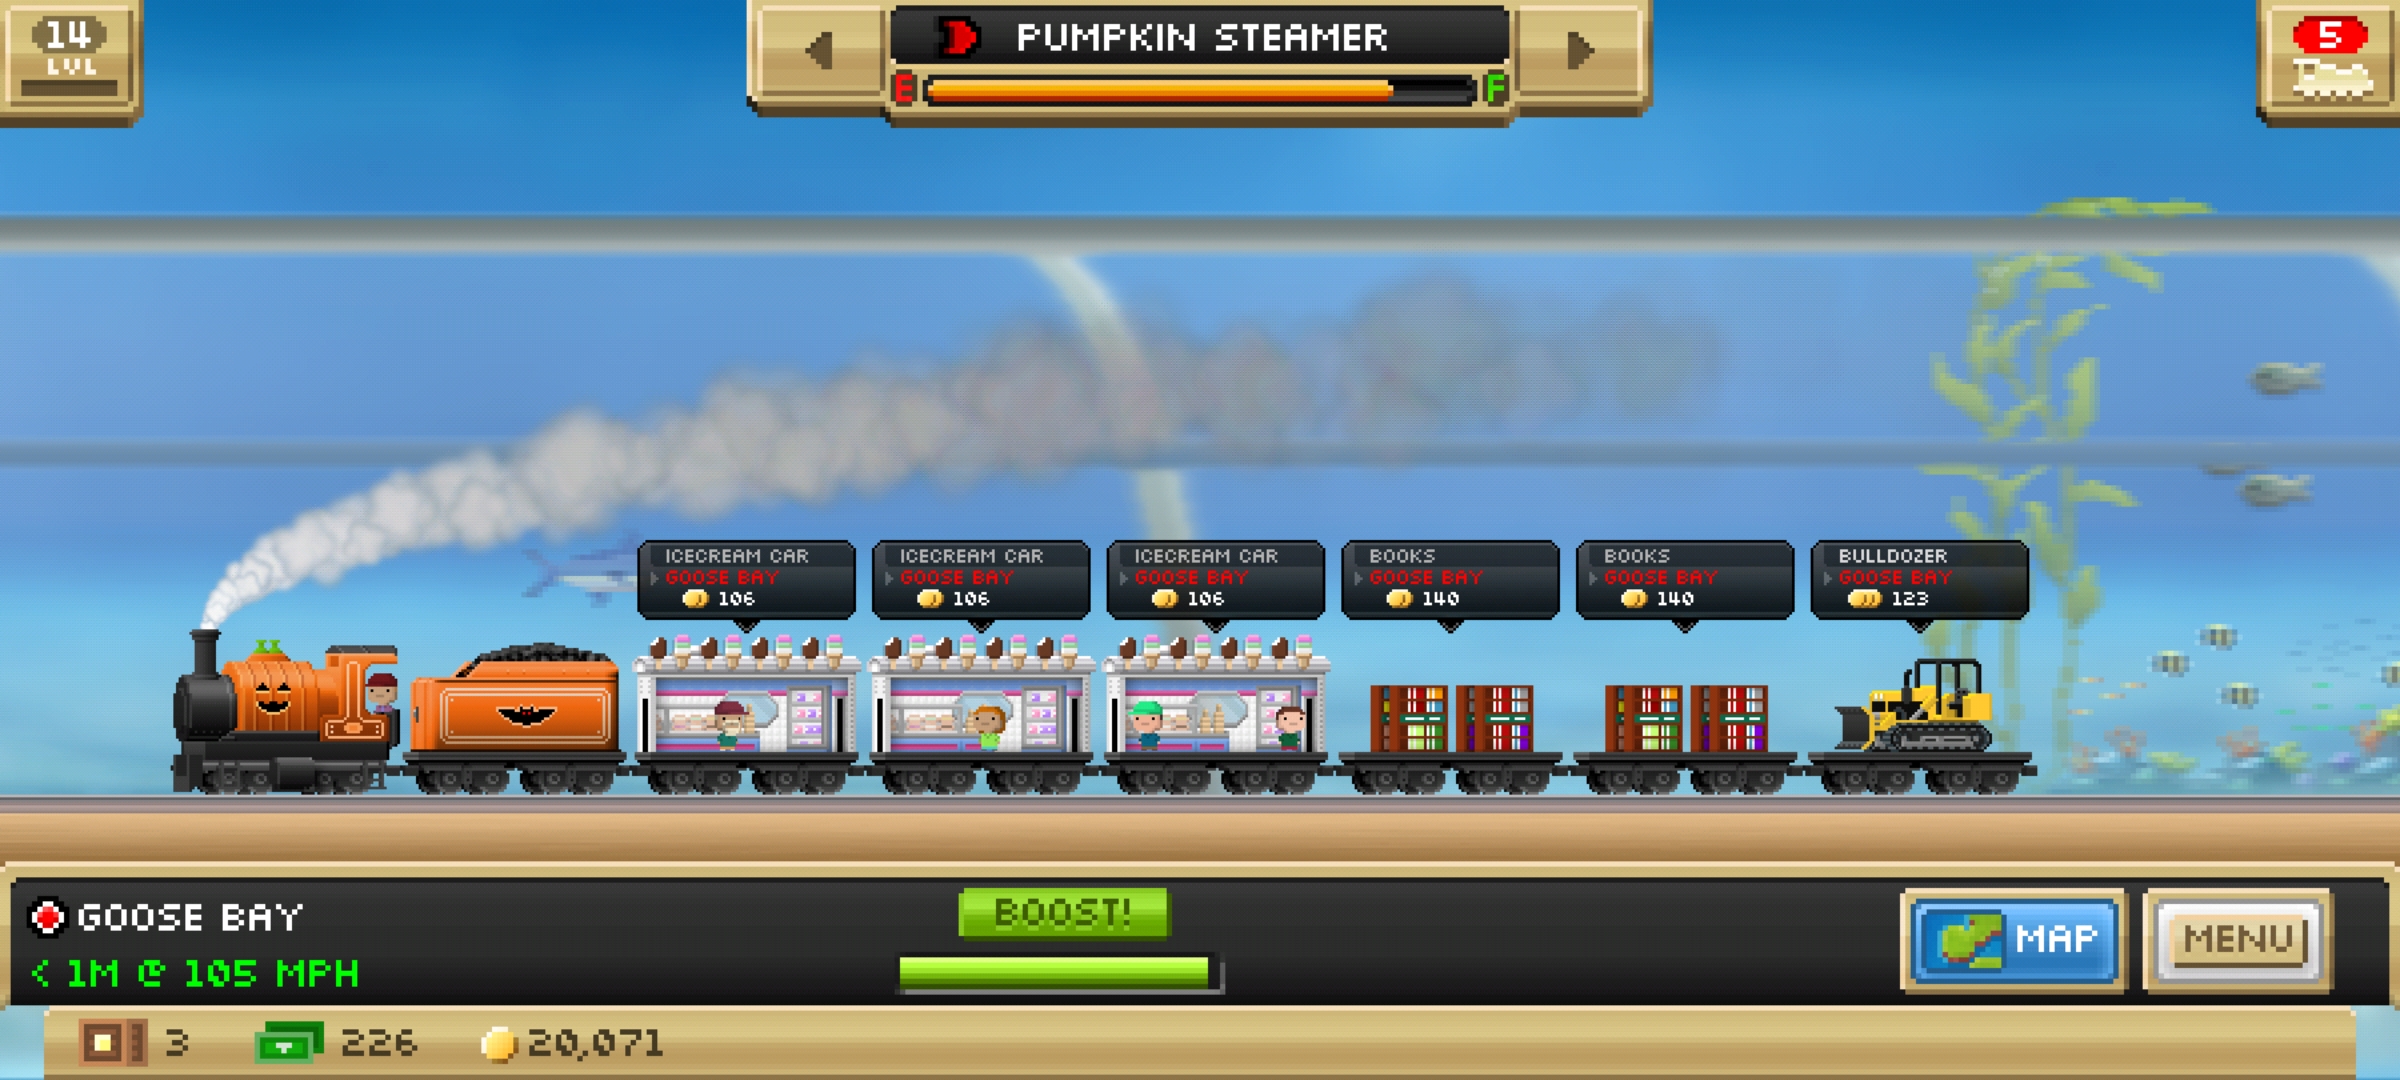 14
LVL
PUMPKIN STEAMER
E F
5
ICECREAM CAR
GOOSE BAY
106
ICECREAM CAR
GOOSE BAY
106
ICECREAM CAR
GOOSE BAY
106
BOOKS
GOOSE BAY
140
BOOKS
GOOSE BAY
140
BULLDOZER
GOOSE BAY
123
GOOSE BAY
< 1M @ 105 MPH
BOOST!
MAP
MENU
3
226
20,071